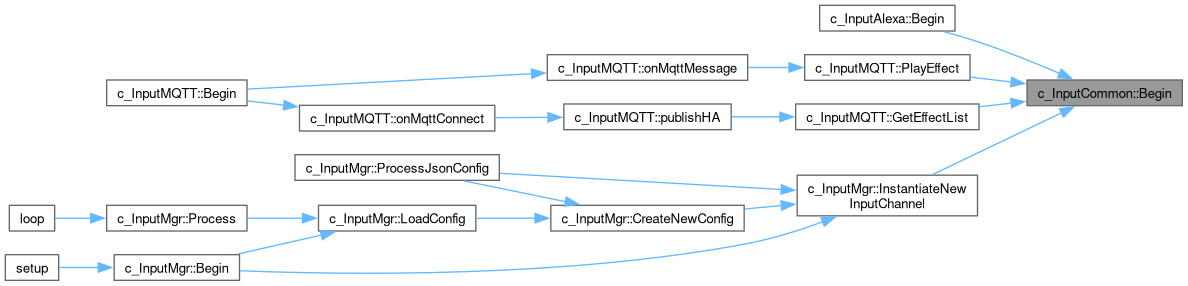 c_InputAlexa::Begin
c_InputMQTT::onMqttMessage
c_InputMQTT::PlayEffect
c_InputMQTT::Begin
c_InputCommon::Begin
c_InputMQTT::onMqttConnect
c_InputMQTT::publishHA
c_InputMQTT::GetEffectList
c_InputMgr::ProcessJsonConfig
c_InputMgr::InstantiateNew
InputChannel
loop
c_InputMgr::Process
c_InputMgr::LoadConfig
c_InputMgr::CreateNewConfig
setup
c_InputMgr::Begin